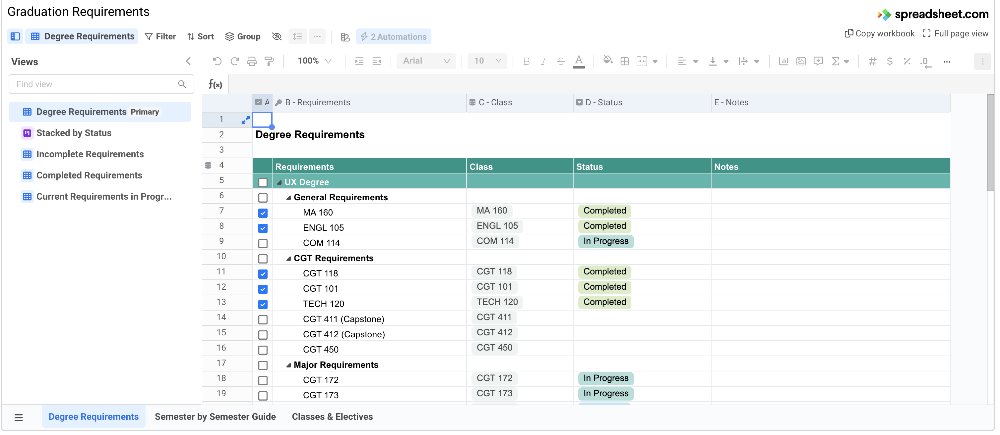 Graduation Requirements
spreadsheet.com
Degree Requirements Filter Sort Group 2 Automations
Copy workbook Full page view
Views
100% Arial 10 B I S A Σ # $ % .0 ...
Find view
f(x)
A B - Requirements C - Class D - Status E - Notes
Degree Requirements Primary
Stacked by Status
Incomplete Requirements
Completed Requirements
Current Requirements in Progr...
1
2 Degree Requirements
3
4 Requirements Class Status Notes
5 UX Degree
6 General Requirements
7 MA 160 MA 160 Completed
8 ENGL 105 ENGL 105 Completed
9 COM 114 COM 114 In Progress
10 CGT Requirements
11 CGT 118 CGT 118 Completed
12 CGT 101 CGT 101 Completed
13 TECH 120 TECH 120 Completed
14 CGT 411 (Capstone) CGT 411
15 CGT 412 (Capstone) CGT 412
16 CGT 450 CGT 450
17 Major Requirements
18 CGT 172 CGT 172 In Progress
19 CGT 173 CGT 173 In Progress
Degree Requirements Semester by Semester Guide Classes & Electives